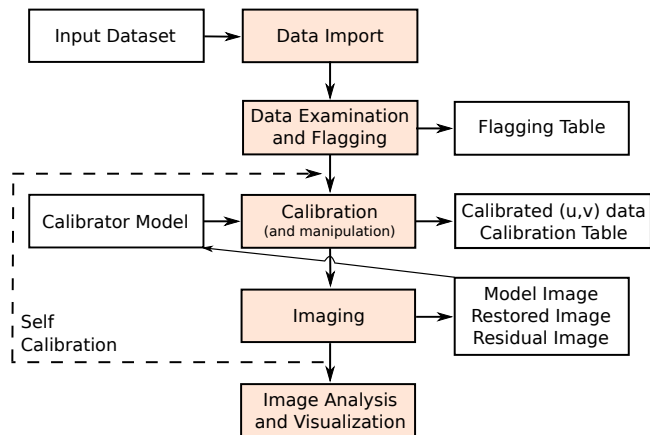 Input Dataset
Data Import
Data Examination
and Flagging
Flagging Table
Calibrator Model
Calibration
(and manipulation)
Calibrated (u,v) data
Calibration Table
Imaging
Model Image
Restored Image
Residual Image
Self
Calibration
Image Analysis
and Visualization